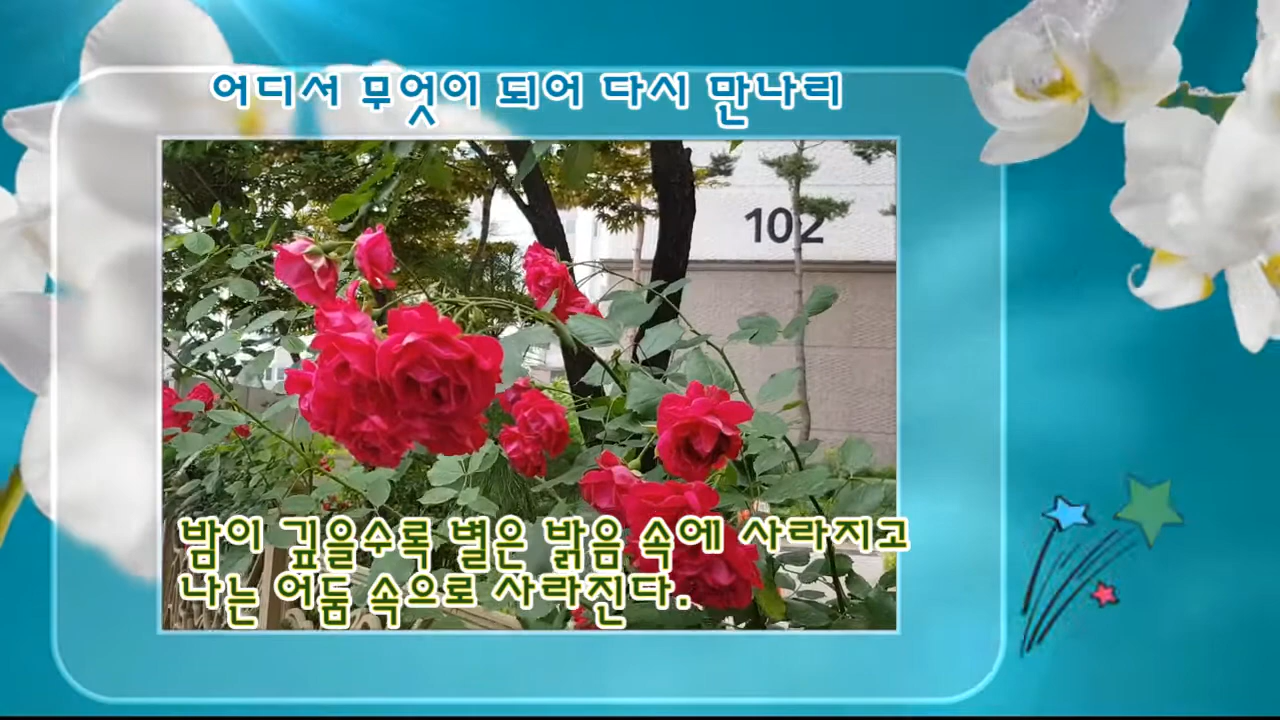 어디서 무엇이 되어 다시 만나리
102
밤이 깊을수록 별은 밝음 속에 사라지고
나는 어둠 속으로 사라진다.